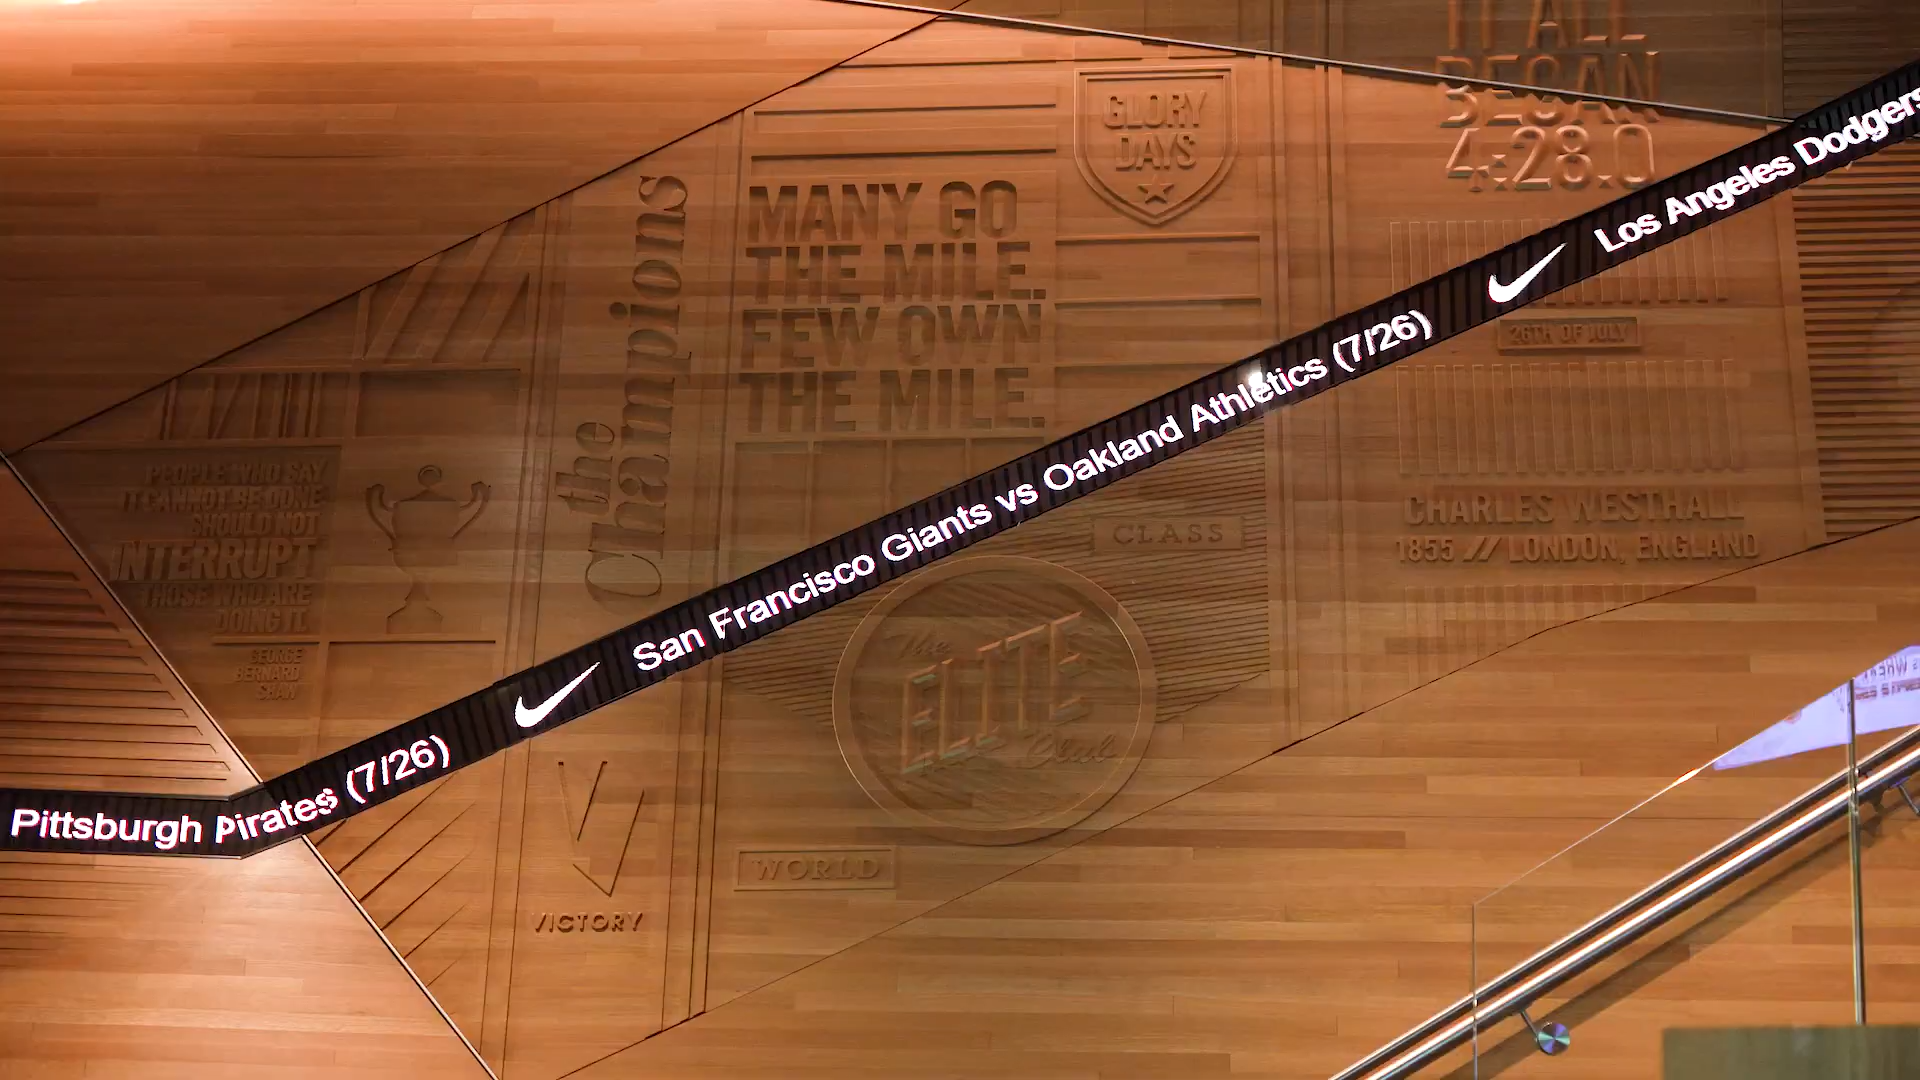 IT ALL
BEGAN
4:28.0
GLORY
DAYS
MANY GO
THE MILE.
FEW OWN
THE MILE.
the
Champions
PEOPLE WHO SAY
IT CANNOT BE DONE
SHOULD NOT
INTERRUPT
THOSE WHO ARE
DOING IT.
GEORGE
BERNARD
SHAW
26TH OF JULY
CHARLES WESTHALL
1855 // LONDON, ENGLAND
CLASS
The
ELITE
Club
WORLD
VICTORY
Pittsburgh Pirates (7/26)
San Francisco Giants vs Oakland Athletics (7/26)
Los Angeles Dodgers